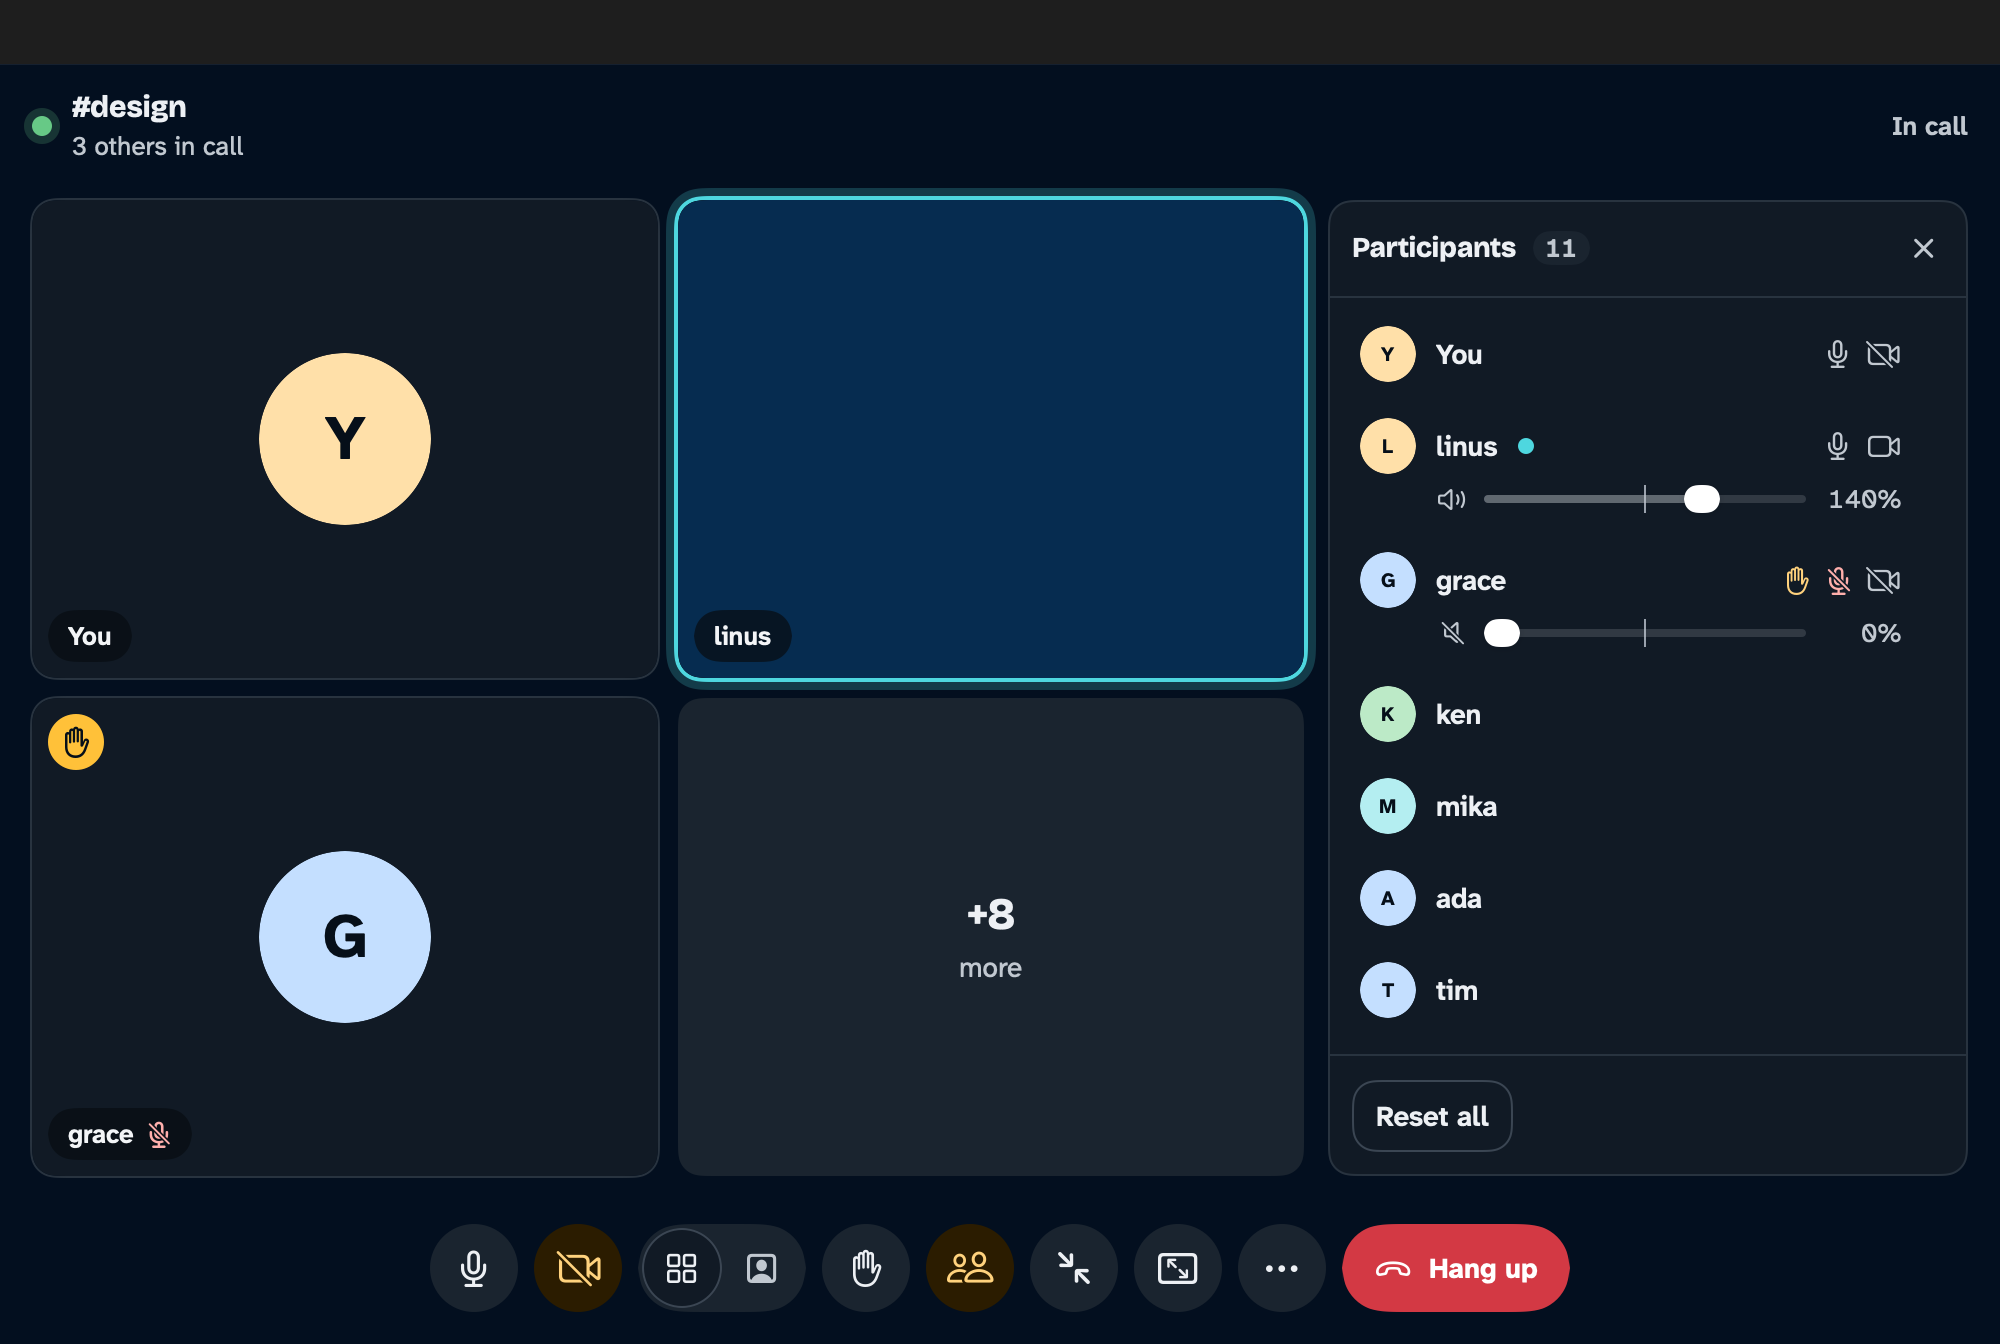 #design
3 others in call
In call
Y
You
linus
G
grace
+8
more
Participants 11
Y You
L linus
140%
G grace
0%
K ken
M mika
A ada
T tim
Reset all
Hang up